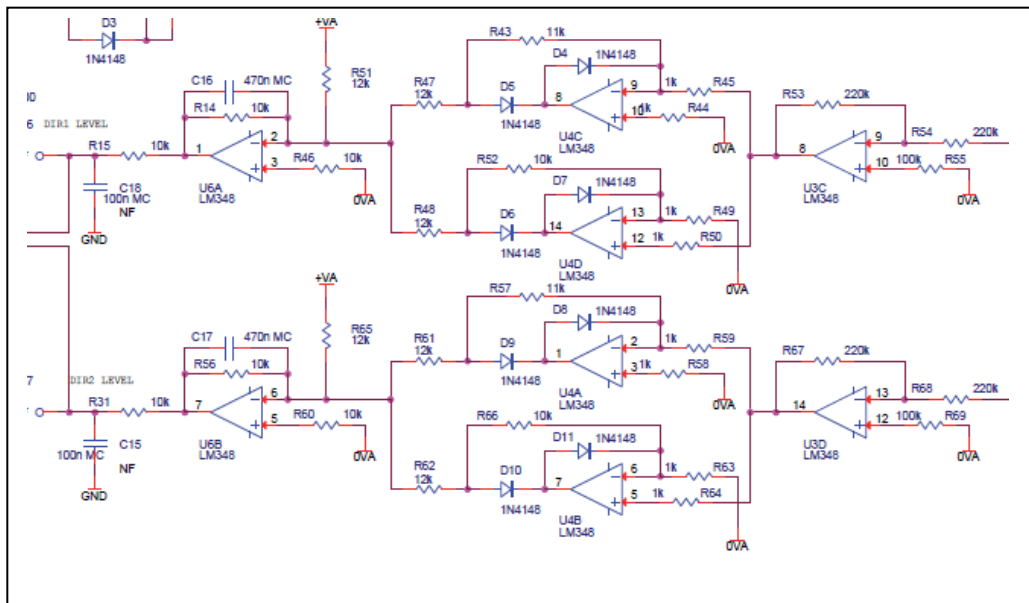 D3
1N4148
+VA
R51
12k
C16 470n MC
R14 10k
R43 11k
D4 1N4148
R47
12k
D5
1N4148
8
9
10
1k R45
1k R44
0VA
U4C
LM348
R53 220k
R54 220k
8
9
10
100k R55
0VA
U3C
LM348
6 DIR1 LEVEL
R15 10k
1
2
3
R46 10k
0VA
U6A
LM348
C18
100n MC
NF
GND
R52 10k
D7 1N4148
R48
12k
D6
1N4148
14
13
12
1k R49
1k R50
0VA
U4D
LM348
+VA
R65
12k
C17 470n MC
R56 10k
R57 11k
D8 1N4148
R61
12k
D9
1N4148
1
2
3
1k R59
1k R58
0VA
U4A
LM348
R67 220k
R68 220k
14
13
12
100k R69
0VA
U3D
LM348
7 DIR2 LEVEL
R31 10k
7
6
5
R60 10k
0VA
U6B
LM348
C15
100n MC
NF
GND
R66 10k
D11 1N4148
R62
12k
D10
1N4148
7
6
5
1k R63
1k R64
0VA
U4B
LM348